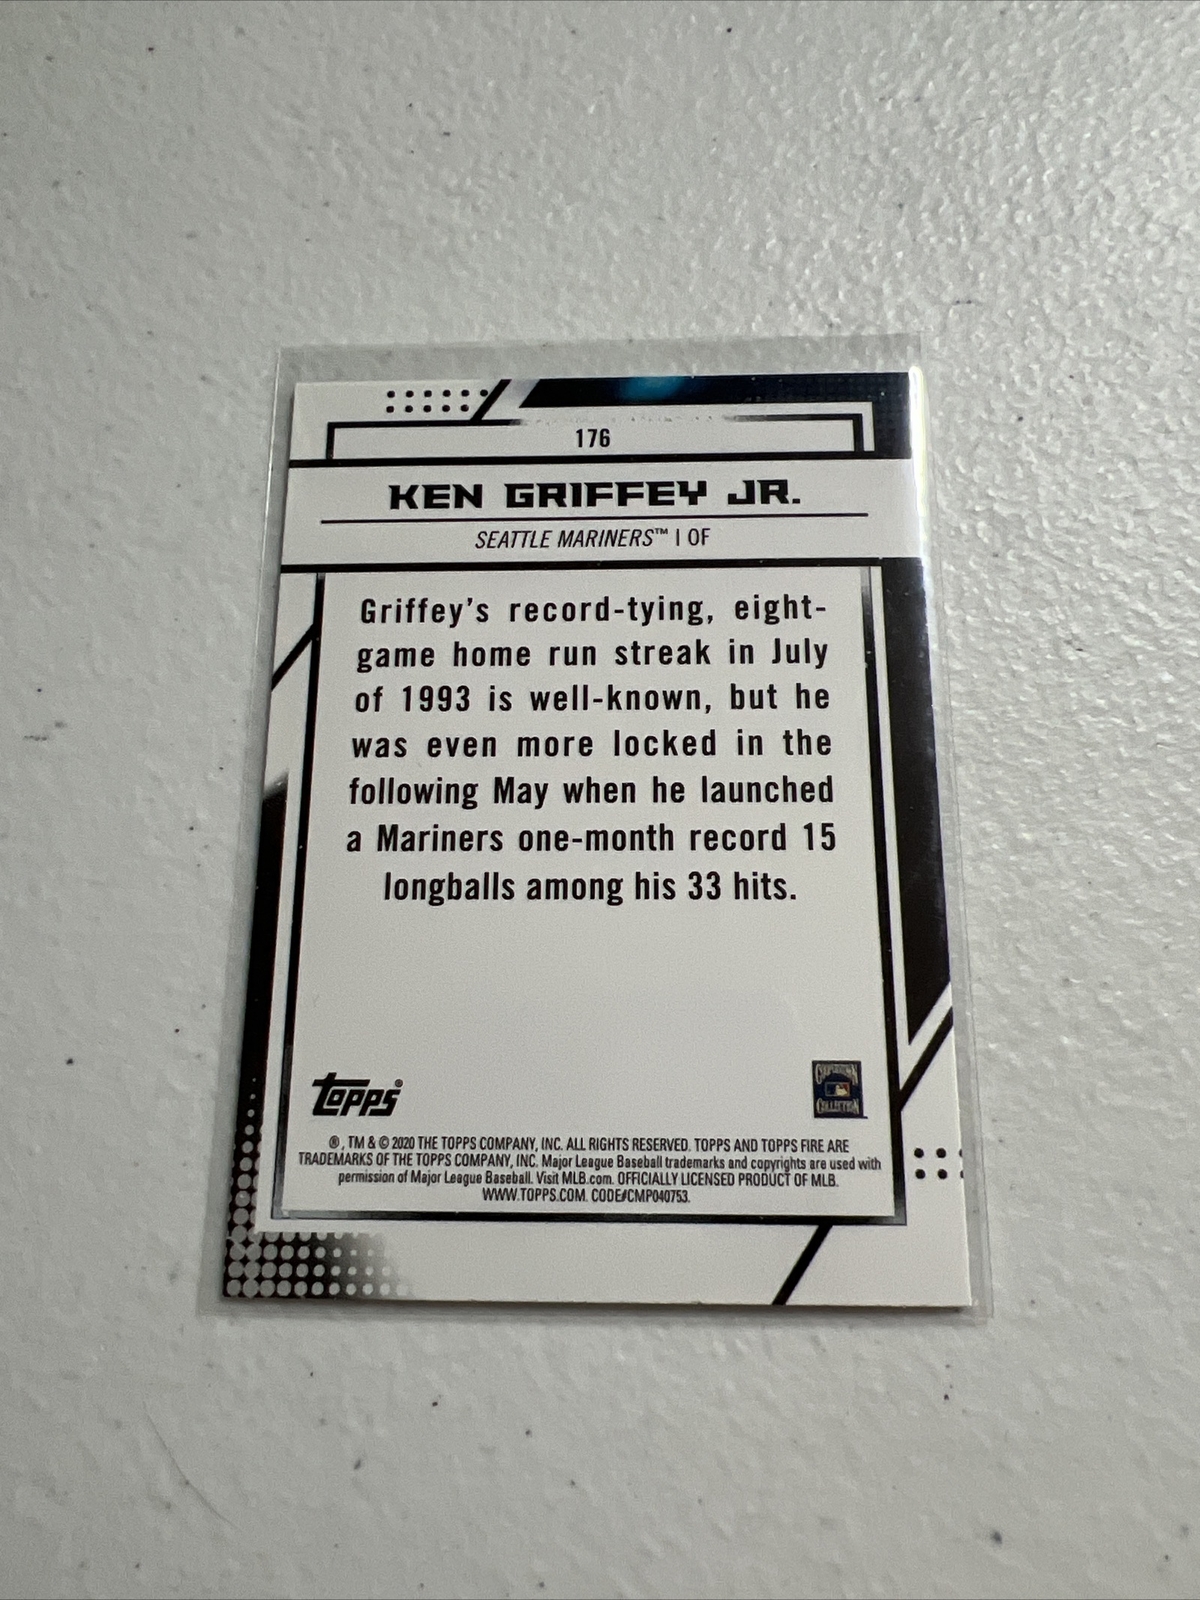 176
KEN GRIFFEY JR.
SEATTLE MARINERS™ | OF
Griffey's record-tying, eight-
game home run streak in July
of 1993 is well-known, but he
was even more locked in the
following May when he launched
a Mariners one-month record 15
longballs among his 33 hits.
topps®
COOPERSTOWN
COLLECTION
®, TM & © 2020 THE TOPPS COMPANY, INC. ALL RIGHTS RESERVED. TOPPS AND TOPPS FIRE ARE
TRADEMARKS OF THE TOPPS COMPANY, INC. Major League Baseball trademarks and copyrights are used with
permission of Major League Baseball. Visit MLB.com. OFFICIALLY LICENSED PRODUCT OF MLB.
WWW.TOPPS.COM. CODE#CMP040753.